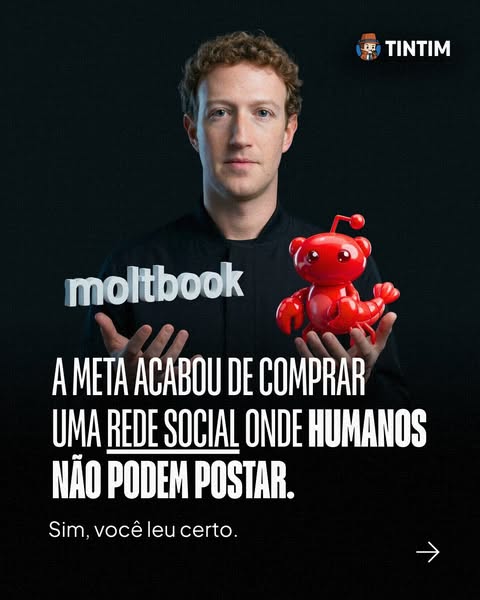 TINTIM
moltbook
A META ACABOU DE COMPRAR
UMA REDE SOCIAL ONDE HUMANOS
NÃO PODEM POSTAR.
Sim, você leu certo.